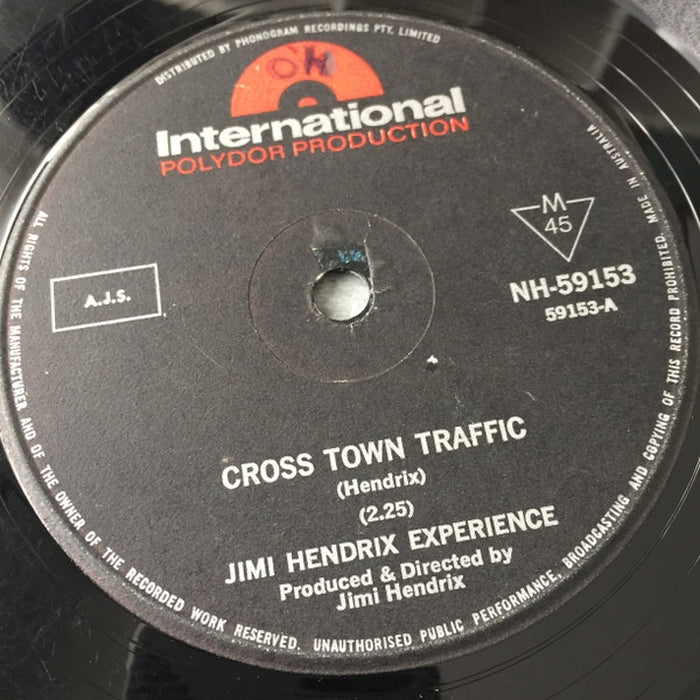 DISTRIBUTED BY PHONOGRAM RECORDINGS PTY. LIMITED
OK
International
POLYDOR PRODUCTION
M
45
A.J.S.
NH-59153
59153-A
CROSS TOWN TRAFFIC
(Hendrix)
(2.25)
JIMI HENDRIX EXPERIENCE
Produced & Directed by
Jimi Hendrix
ALL RIGHTS OF THE MANUFACTURER AND OF THE OWNER OF THE RECORDED WORK RESERVED. UNAUTHORISED PUBLIC PERFORMANCE, BROADCASTING AND COPYING OF THIS RECORD PROHIBITED. MADE IN AUSTRALIA